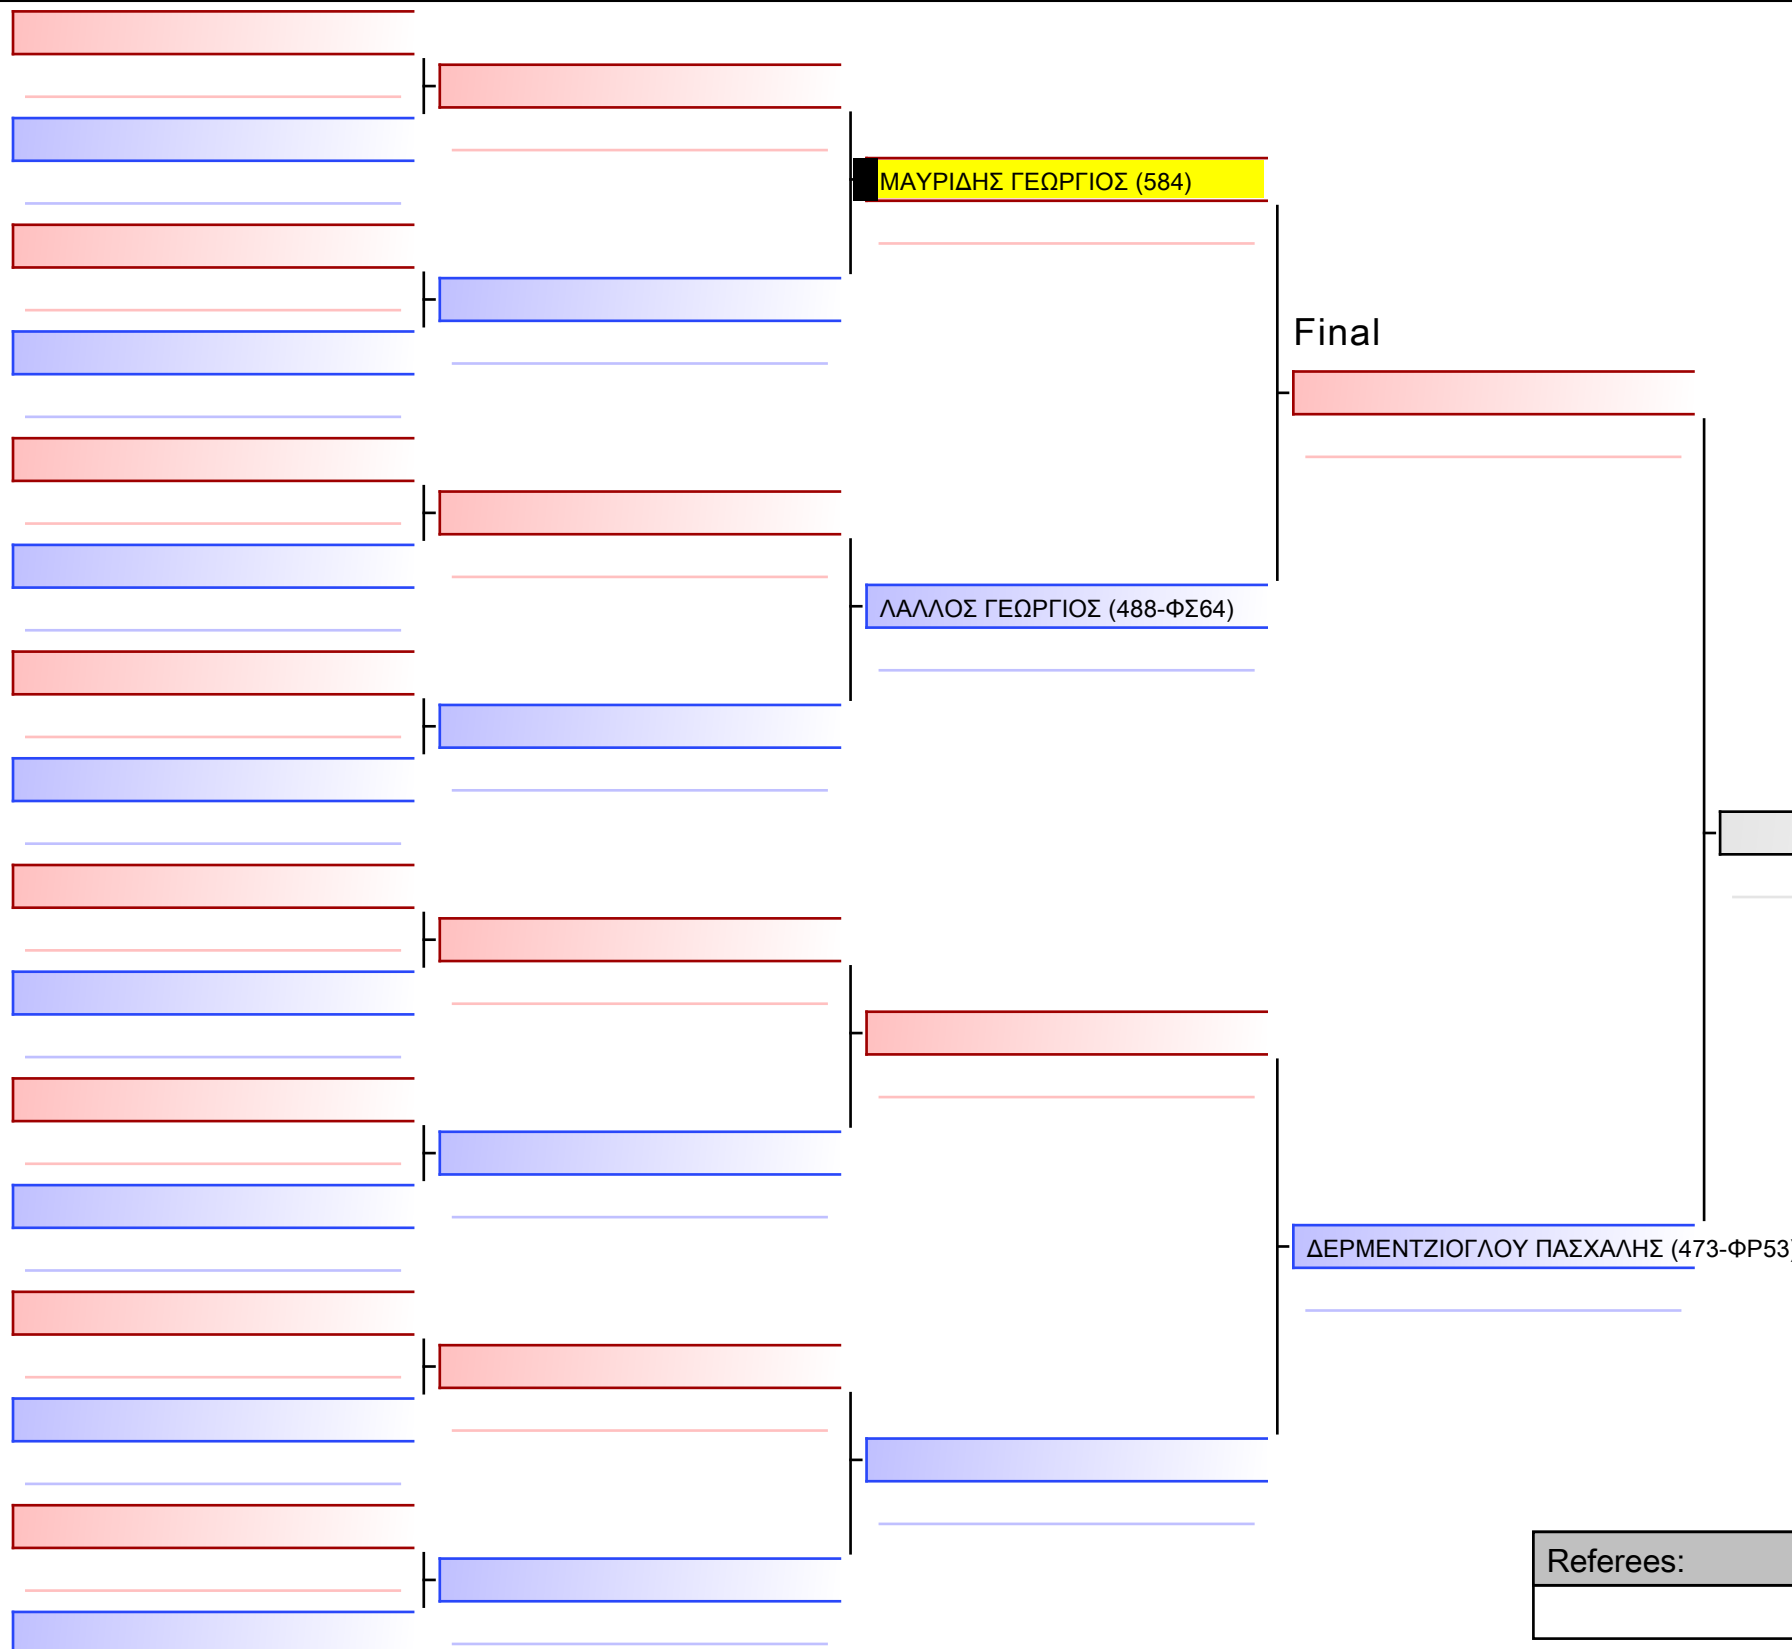 ΜΑΥΡΙΔΗΣ ΓΕΩΡΓΙΟΣ (584)
Final
ΛΑΛΛΟΣ ΓΕΩΡΓΙΟΣ (488-ΦΣ64)
ΔΕΡΜΕΝΤΖΙΟΓΛΟΥ ΠΑΣΧΑΛΗΣ (473-ΦΡ53)
Referees: